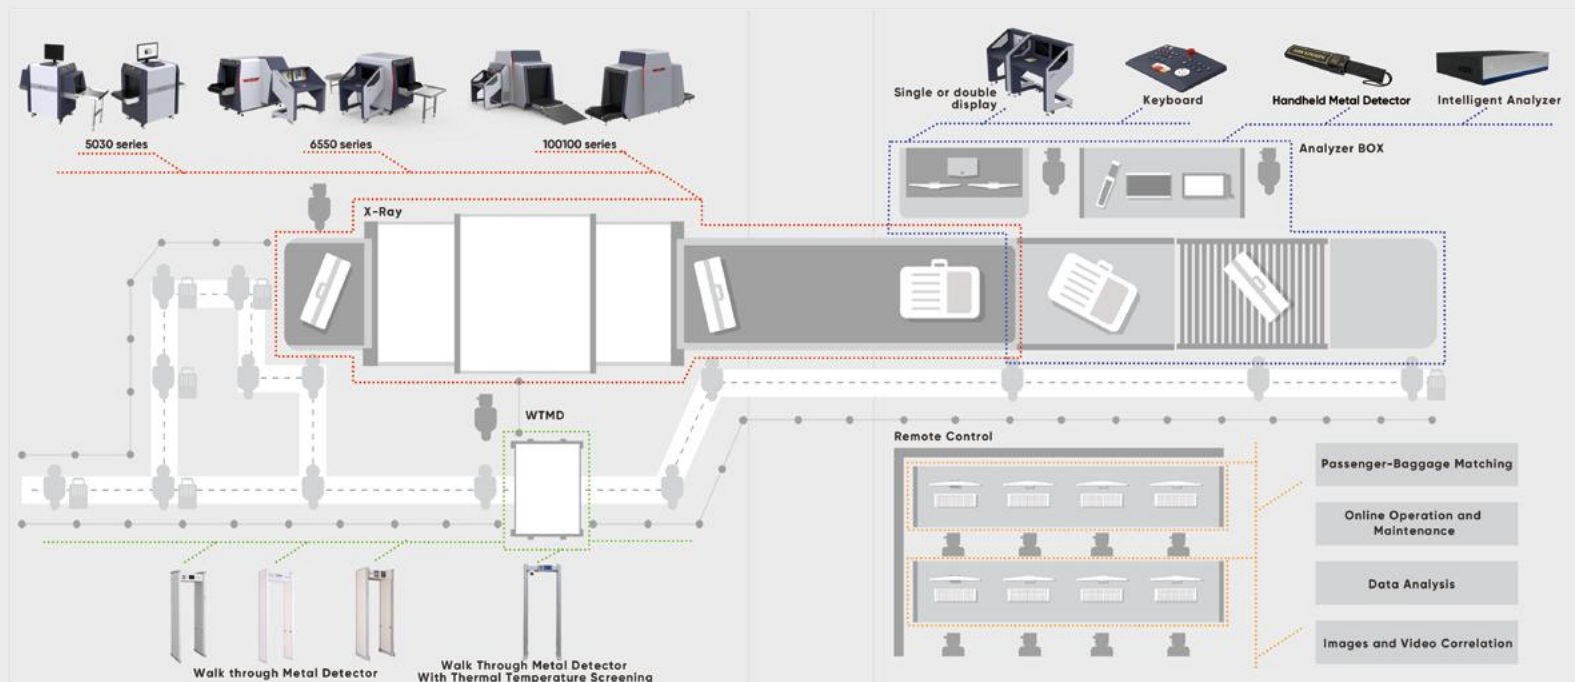 Single or double
display
Keyboard
Handheld Metal Detector
Intelligent Analyzer
5030 series
6550 series
100100 series
Analyzer BOX
X-Ray
WTMD
Remote Control
Passenger-Baggage Matching
Online Operation and
Maintenance
Data Analysis
Images and Video Correlation
Walk through Metal Detector
Walk Through Metal Detector
With Thermal Temperature Screening